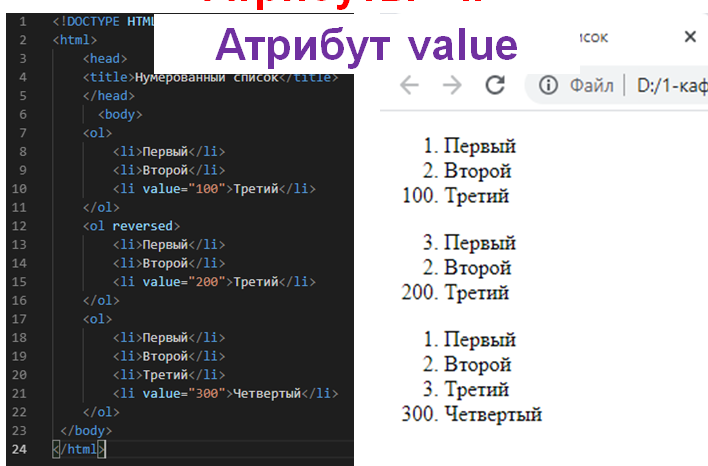 Атрибут value
1 <!DOCTYPE HTML
2 <html>
3 <head>
4 <title>Нумерованный список</title>
5 </head>
6 <body>
7 <ol>
8 <li>Первый</li>
9 <li>Второй</li>
10 <li value="100">Третий</li>
11 </ol>
12 <ol reversed>
13 <li>Первый</li>
14 <li>Второй</li>
15 <li value="200">Третий</li>
16 </ol>
17 <ol>
18 <li>Первый</li>
19 <li>Второй</li>
20 <li>Третий</li>
21 <li value="300">Четвертый</li>
22 </ol>
23 </body>
24 </html>
исок
Файл | D:/1-каф
1. Первый
2. Второй
100. Третий
3. Первый
2. Второй
200. Третий
1. Первый
2. Второй
3. Третий
300. Четвертый